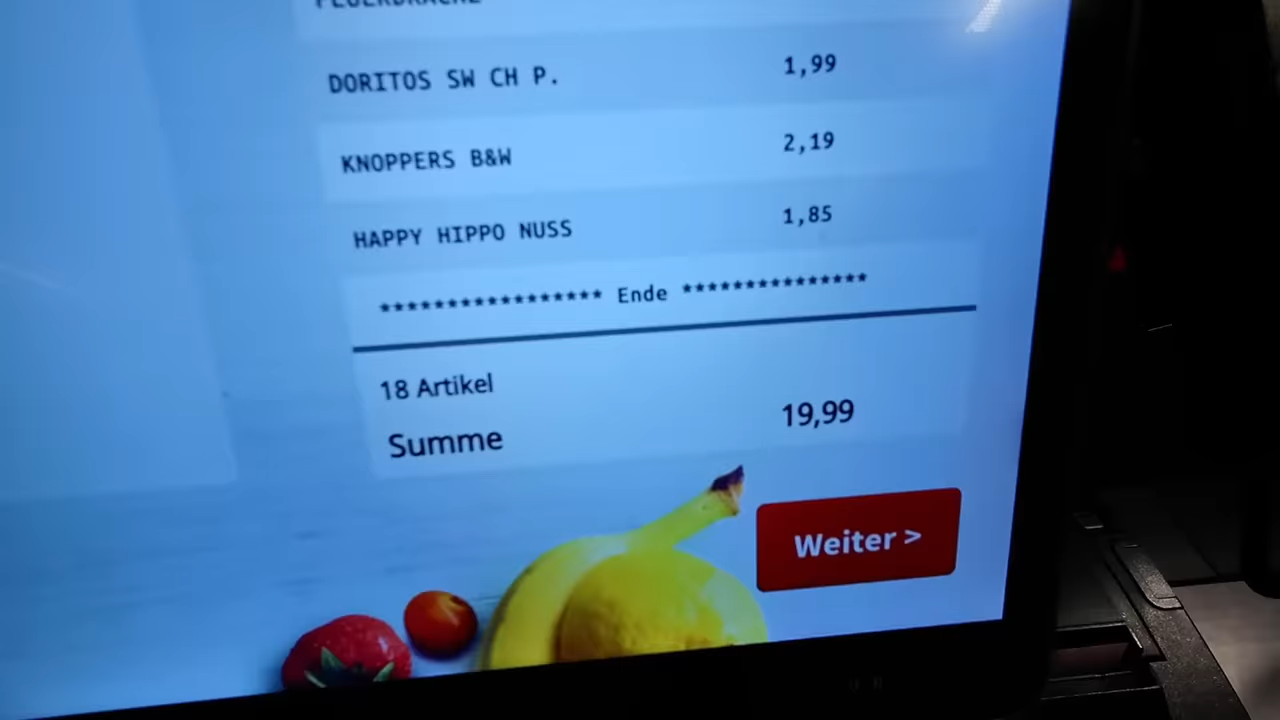 FEUERDRACHE
DORITOS SW CH P. 1,99
KNOPPERS B&W 2,19
HAPPY HIPPO NUSS 1,85
***************** Ende ***************
18 Artikel
Summe 19,99
Weiter >